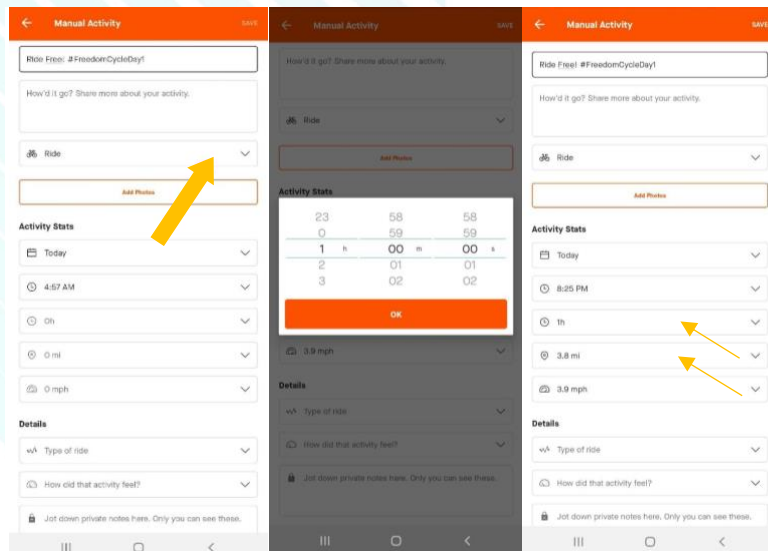 Manual Activity
SAVE
Ride Free! #FreedomCycleDay1
How'd it go? Share more about your activity.
Ride
Add Photos
Activity Stats
Today
4:57 AM
0h
0 mi
0 mph
Details
Type of ride
How did that activity feel?
Jot down private notes here. Only you can see these.
Manual Activity
SAVE
How'd it go? Share more about your activity.
Ride
Add Photos
Activity Stats
23 58 58
0 59 59
1 h 00 m 00 s
2 01 01
3 02 02
OK
3.9 mph
Details
Type of ride
How did that activity feel?
Jot down private notes here. Only you can see these.
Manual Activity
SAVE
Ride Free! #FreedomCycleDay1
How'd it go? Share more about your activity.
Ride
Add Photos
Activity Stats
Today
8:25 PM
1h
3.8 mi
3.9 mph
Details
Type of ride
How did that activity feel?
Jot down private notes here. Only you can see these.